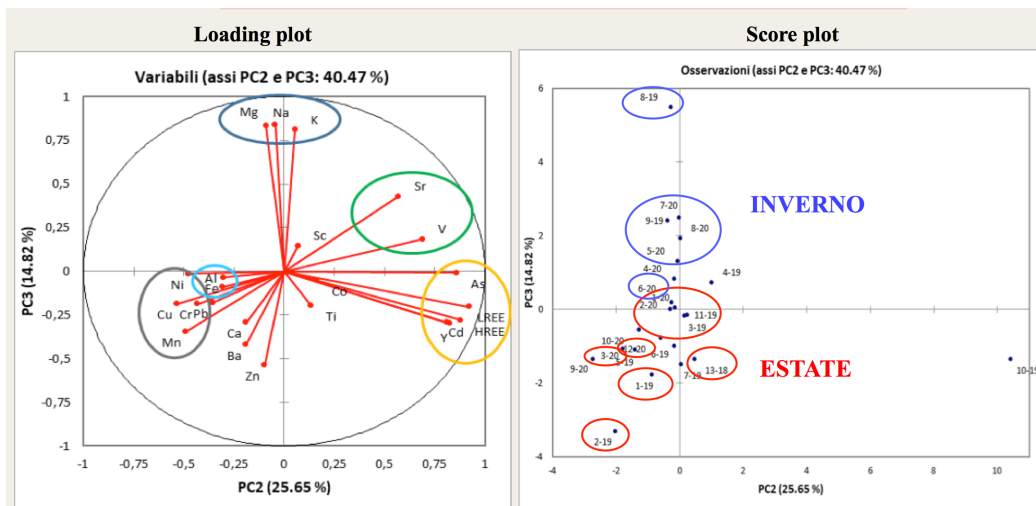 Loading plot
Score plot
Variabili (assi PC2 e PC3: 40.47 %)
PC3 (14.82 %)
1
0,75
0,5
0,25
0
-0,25
-0,5
-0,75
-1
-1
-0,75
-0,5
-0,25
0
0,25
0,5
0,75
1
PC2 (25.65 %)
Mg
Na
K
Sr
V
Sc
Ni
Al
Fe
Cu
Cr
Pb
Mn
Ca
Ba
Zn
Co
Ti
As
LREE
Cd
Y
HREE
Osservazioni (assi PC2 e PC3: 40.47 %)
PC3 (14.82 %)
6
4
2
0
-2
-4
-4
-2
0
2
4
6
8
10
PC2 (25.65 %)
8-19
7-20
9-19
8-20
INVERNO
5-20
4-20
4-19
6-20
2-20
11-19
3-19
10-20
12-20
3-20
6-19
9-20
7-19
13-18
ESTATE
10-19
1-19
2-19